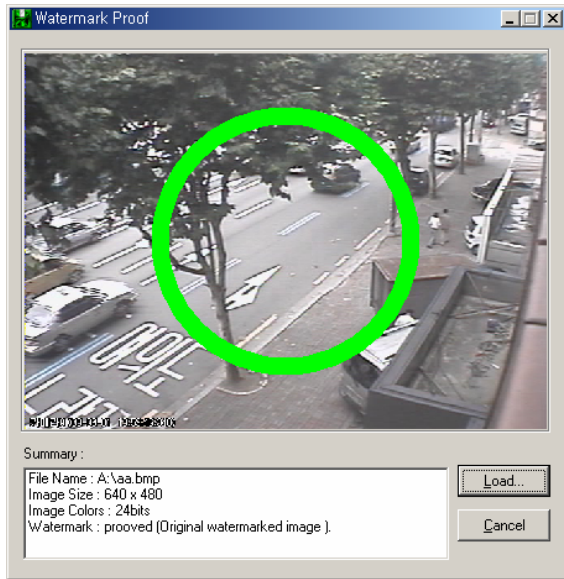 Watermark Proof
Summary :
File Name : A:\aa.bmp
Image Size : 640 x 480
Image Colors : 24bits
Watermark : prooved (Original watermarked image ).
Load...
Cancel